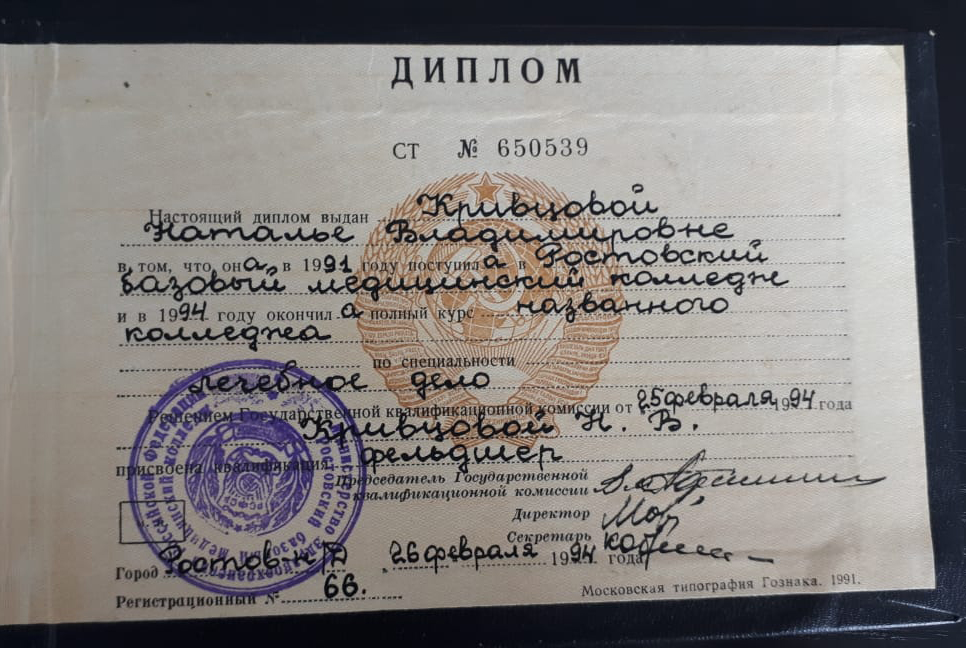 ДИПЛОМ
СТ № 650539
Настоящий диплом выдан Кривцовой
Наталье Владимировне
в том, что она в 1991 году поступила в Ростовский
базовый медицинский колледж
и в 1994 году окончила полный курс названного
колледжа
по специальности
лечебное дело
Решением Государственной квалификационной комиссии от 25 февраля 1994 года
Кривцовой Н. В.
присвоена квалификация фельдшер
Председатель Государственной
квалификационной комиссии
Директор
Секретарь
Город Ростов н/Д 26 февраля 1994 года
Регистрационный № 66.
Московская типография Гознака. 1991.